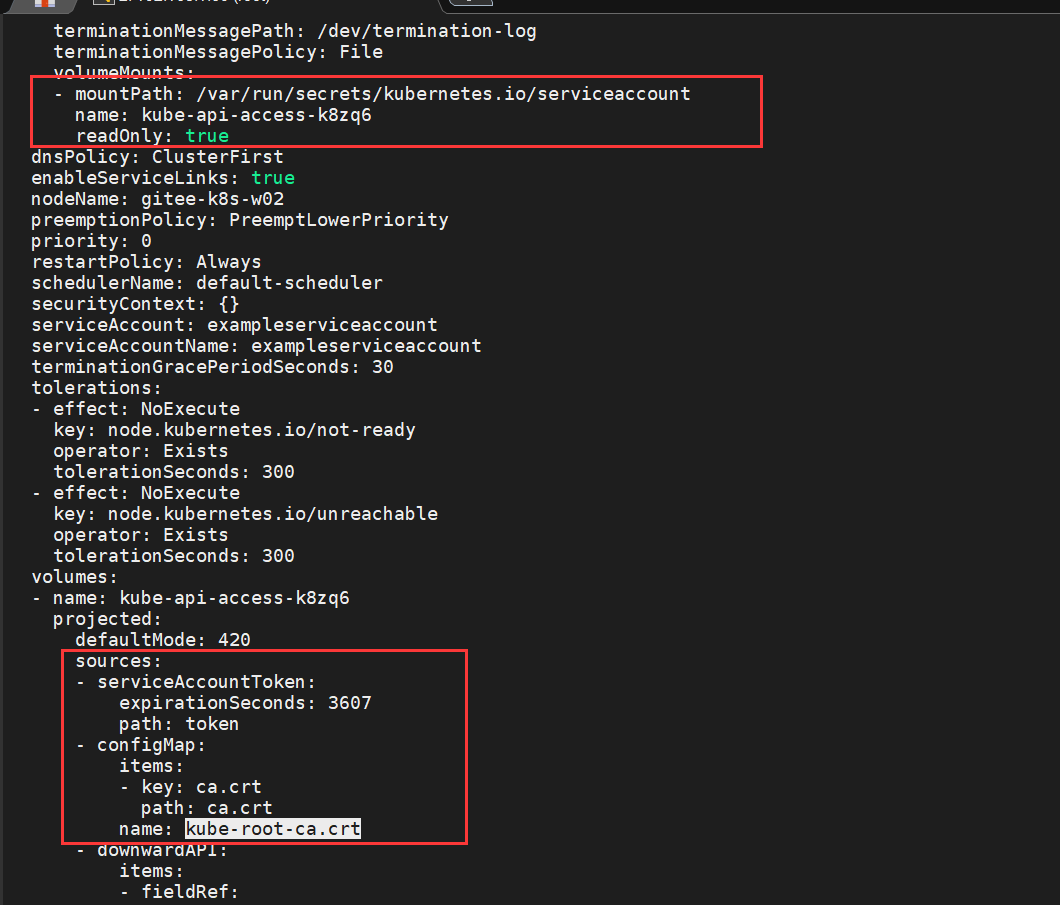 terminationMessagePath: /dev/termination-log
terminationMessagePolicy: File
volumeMounts:
- mountPath: /var/run/secrets/kubernetes.io/serviceaccount
name: kube-api-access-k8zq6
readOnly: true
dnsPolicy: ClusterFirst
enableServiceLinks: true
nodeName: gitee-k8s-w02
preemptionPolicy: PreemptLowerPriority
priority: 0
restartPolicy: Always
schedulerName: default-scheduler
securityContext: {}
serviceAccount: exampleserviceaccount
serviceAccountName: exampleserviceaccount
terminationGracePeriodSeconds: 30
tolerations:
- effect: NoExecute
key: node.kubernetes.io/not-ready
operator: Exists
tolerationSeconds: 300
- effect: NoExecute
key: node.kubernetes.io/unreachable
operator: Exists
tolerationSeconds: 300
volumes:
- name: kube-api-access-k8zq6
projected:
defaultMode: 420
sources:
- serviceAccountToken:
expirationSeconds: 3607
path: token
- configMap:
items:
- key: ca.crt
path: ca.crt
name: kube-root-ca.crt
- downwardAPI:
items:
- fieldRef: